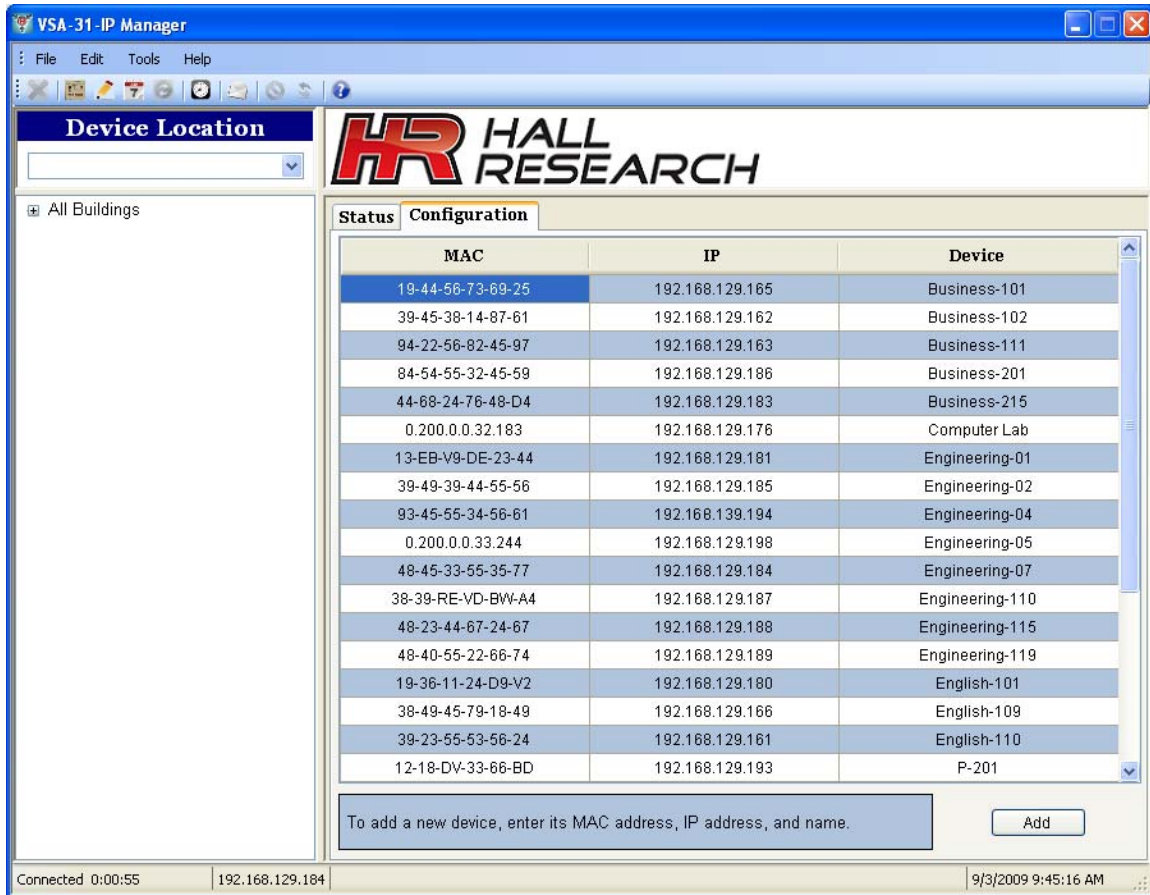 VSA-31-IP Manager
File Edit Tools Help
Device Location
HR HALL RESEARCH
All Buildings
Status Configuration
MAC IP Device
19-44-56-73-69-25 192.168.129.165 Business-101
39-45-38-14-87-61 192.168.129.162 Business-102
94-22-56-82-45-97 192.168.129.163 Business-111
84-54-55-32-45-59 192.168.129.186 Business-201
44-68-24-76-48-D4 192.168.129.183 Business-215
0.200.0.0.32.183 192.168.129.176 Computer Lab
13-EB-V9-DE-23-44 192.168.129.181 Engineering-01
39-49-39-44-55-56 192.168.129.185 Engineering-02
93-45-55-34-56-61 192.168.139.194 Engineering-04
0.200.0.0.33.244 192.168.129.198 Engineering-05
48-45-33-55-35-77 192.168.129.184 Engineering-07
38-39-RE-VD-BW-A4 192.168.129.187 Engineering-110
48-23-44-67-24-67 192.168.129.188 Engineering-115
48-40-55-22-66-74 192.168.129.189 Engineering-119
19-36-11-24-D9-V2 192.168.129.180 English-101
38-49-45-79-18-49 192.168.129.166 English-109
39-23-55-53-56-24 192.168.129.161 English-110
12-18-DV-33-66-BD 192.168.129.193 P-201
To add a new device, enter its MAC address, IP address, and name.
Add
Connected 0:00:55 192.168.129.184 9/3/2009 9:45:16 AM